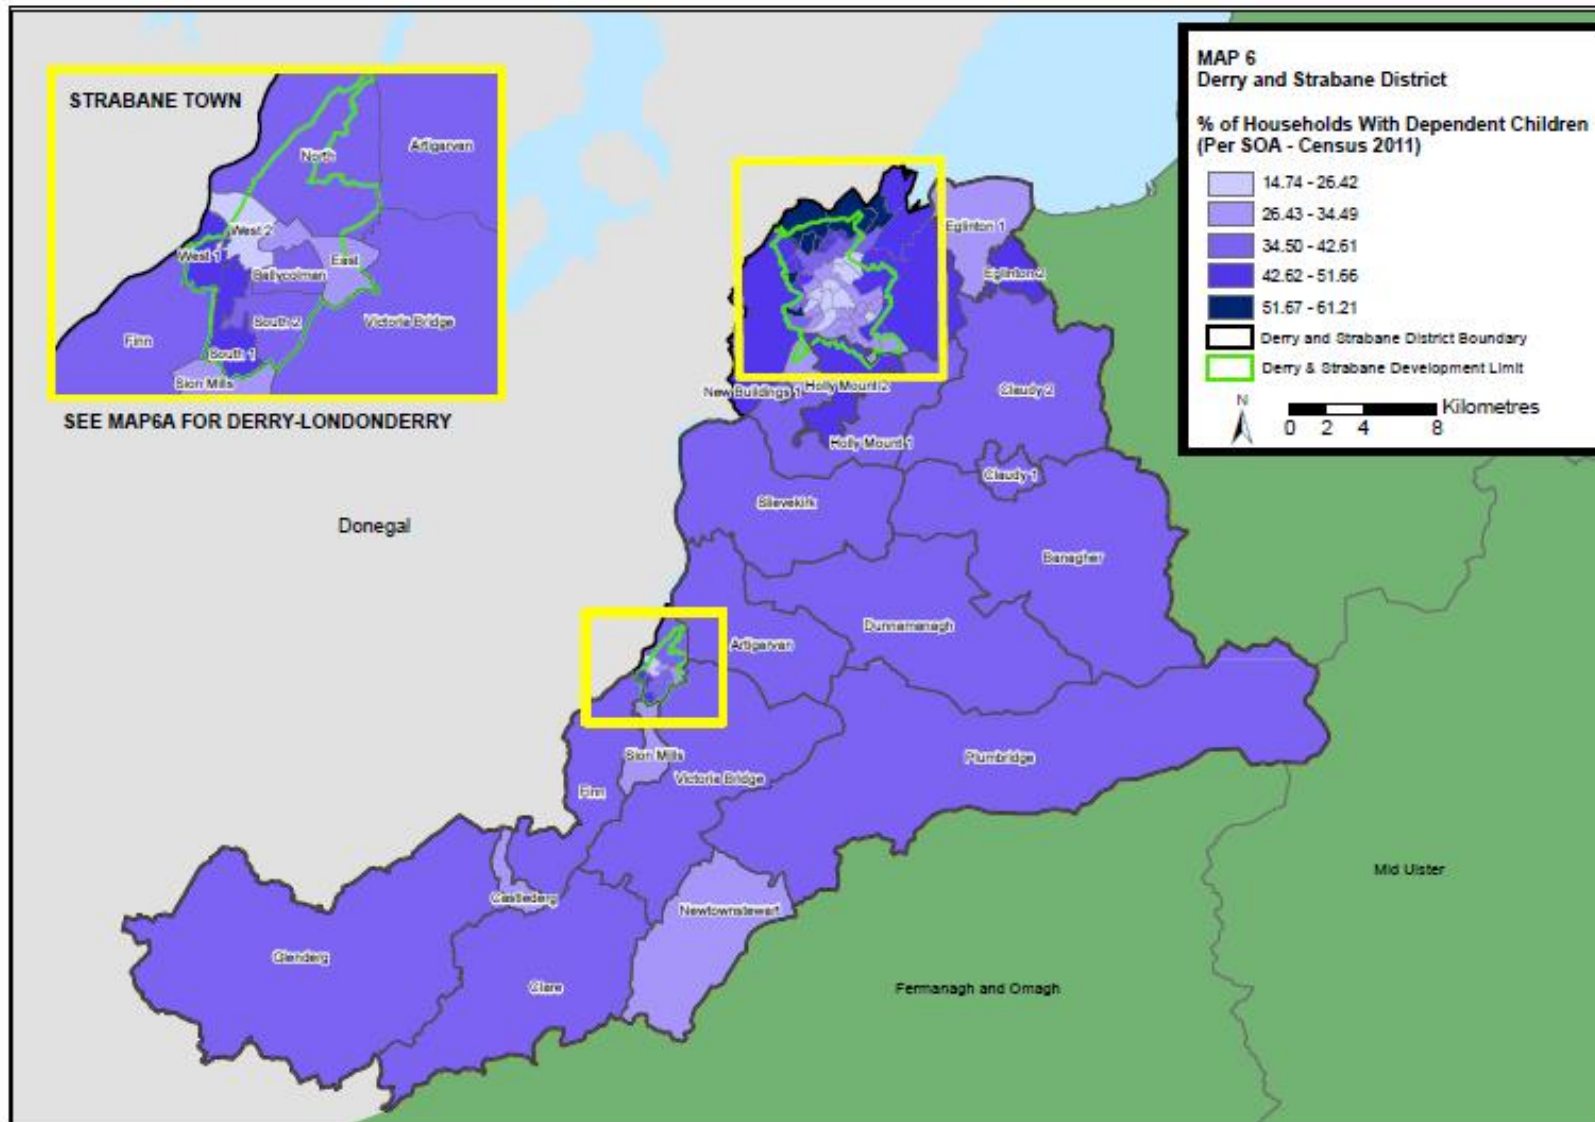 STRABANE TOWN
North
Artigarvan
West 2
West 1
East
Ballycolman
South 2
Victoria Bridge
Finn
South 1
Sion Mills
SEE MAP6A FOR DERRY-LONDONDERRY
MAP 6
Derry and Strabane District
% of Households With Dependent Children
(Per SOA - Census 2011)
14.74 - 26.42
26.43 - 34.49
34.50 - 42.61
42.62 - 51.66
51.67 - 61.21
Derry and Strabane District Boundary
Derry & Strabane Development Limit
N
Kilometres
0 2 4 8
Eglinton 1
Eglinton 2
New Buildings 1
Holly Mount 2
Claudy 2
Holly Mount 1
Claudy 1
Slievekirk
Donegal
Banagher
Dunnamanagh
Artigarvan
Sion Mills
Victoria Bridge
Plumbridge
Finn
Castlederg
Newtownstewart
Mid Ulster
Glenderg
Clare
Fermanagh and Omagh